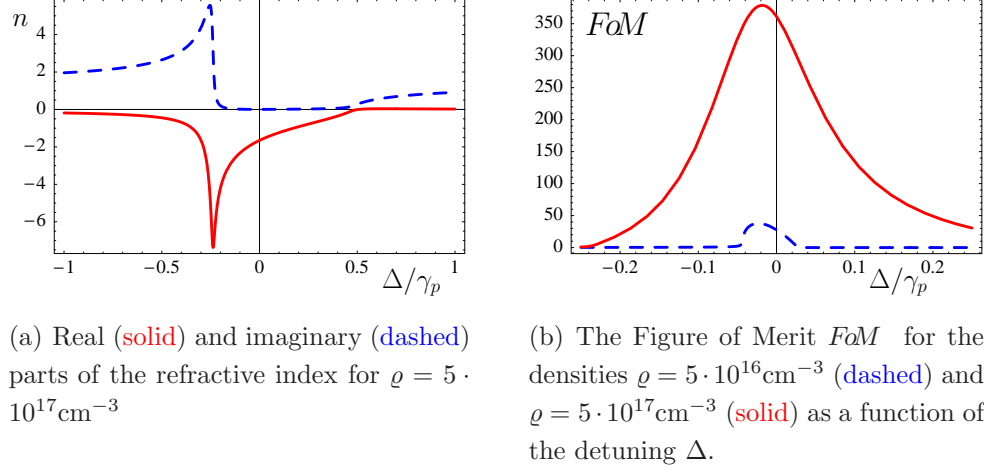 n
4
2
0
−2
−4
−6
−1 −0.5 0 0.5 1
Δ/γp
FoM
350
300
250
200
150
100
50
0
−0.2 −0.1 0 0.1 0.2
Δ/γp
(a) Real (solid) and imaginary (dashed)
parts of the refractive index for ϱ = 5 ·
10^17cm^−3
(b) The Figure of Merit FoM for the
densities ϱ = 5 · 10^16cm^−3 (dashed) and
ϱ = 5 · 10^17cm^−3 (solid) as a function of
the detuning Δ.